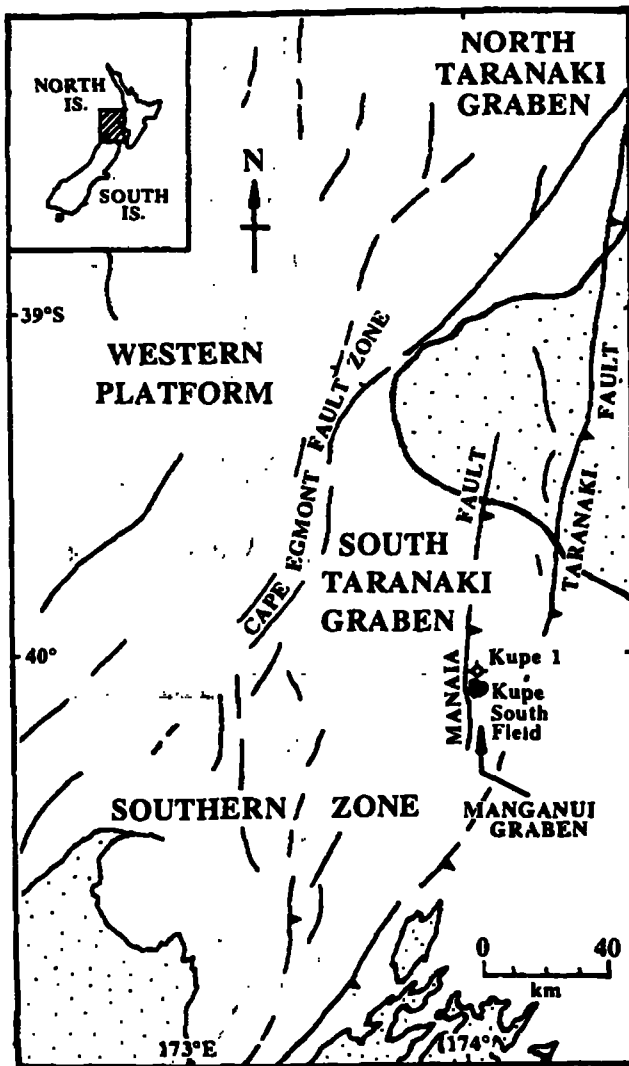 NORTH
IS.
SOUTH
IS.
N
NORTH
TARANAKI
GRABEN
39°S
WESTERN
PLATFORM
CAPE EGMONT FAULT ZONE
FAULT
TARANAKI
FAULT
MANAIA
SOUTH
TARANAKI
GRABEN
40°
Kupe 1
Kupe
South
Field
MANGANUI
GRABEN
SOUTHERN ZONE
0 40
km
173°E
174°